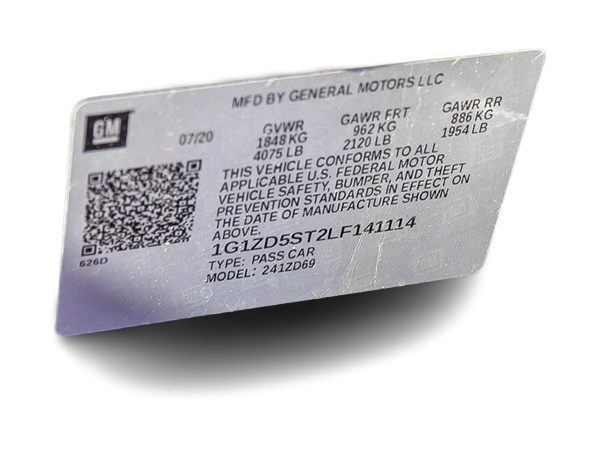 MFD BY GENERAL MOTORS LLC
GM
07/20
GVWR GAWR FRT GAWR RR
1848 KG 962 KG 886 KG
4075 LB 2120 LB 1954 LB
THIS VEHICLE CONFORMS TO ALL
APPLICABLE U.S. FEDERAL MOTOR
VEHICLE SAFETY, BUMPER, AND THEFT
PREVENTION STANDARDS IN EFFECT ON
THE DATE OF MANUFACTURE SHOWN
ABOVE.
626D
1G1ZD5ST2LF141114
TYPE: PASS CAR
MODEL: 241ZD69